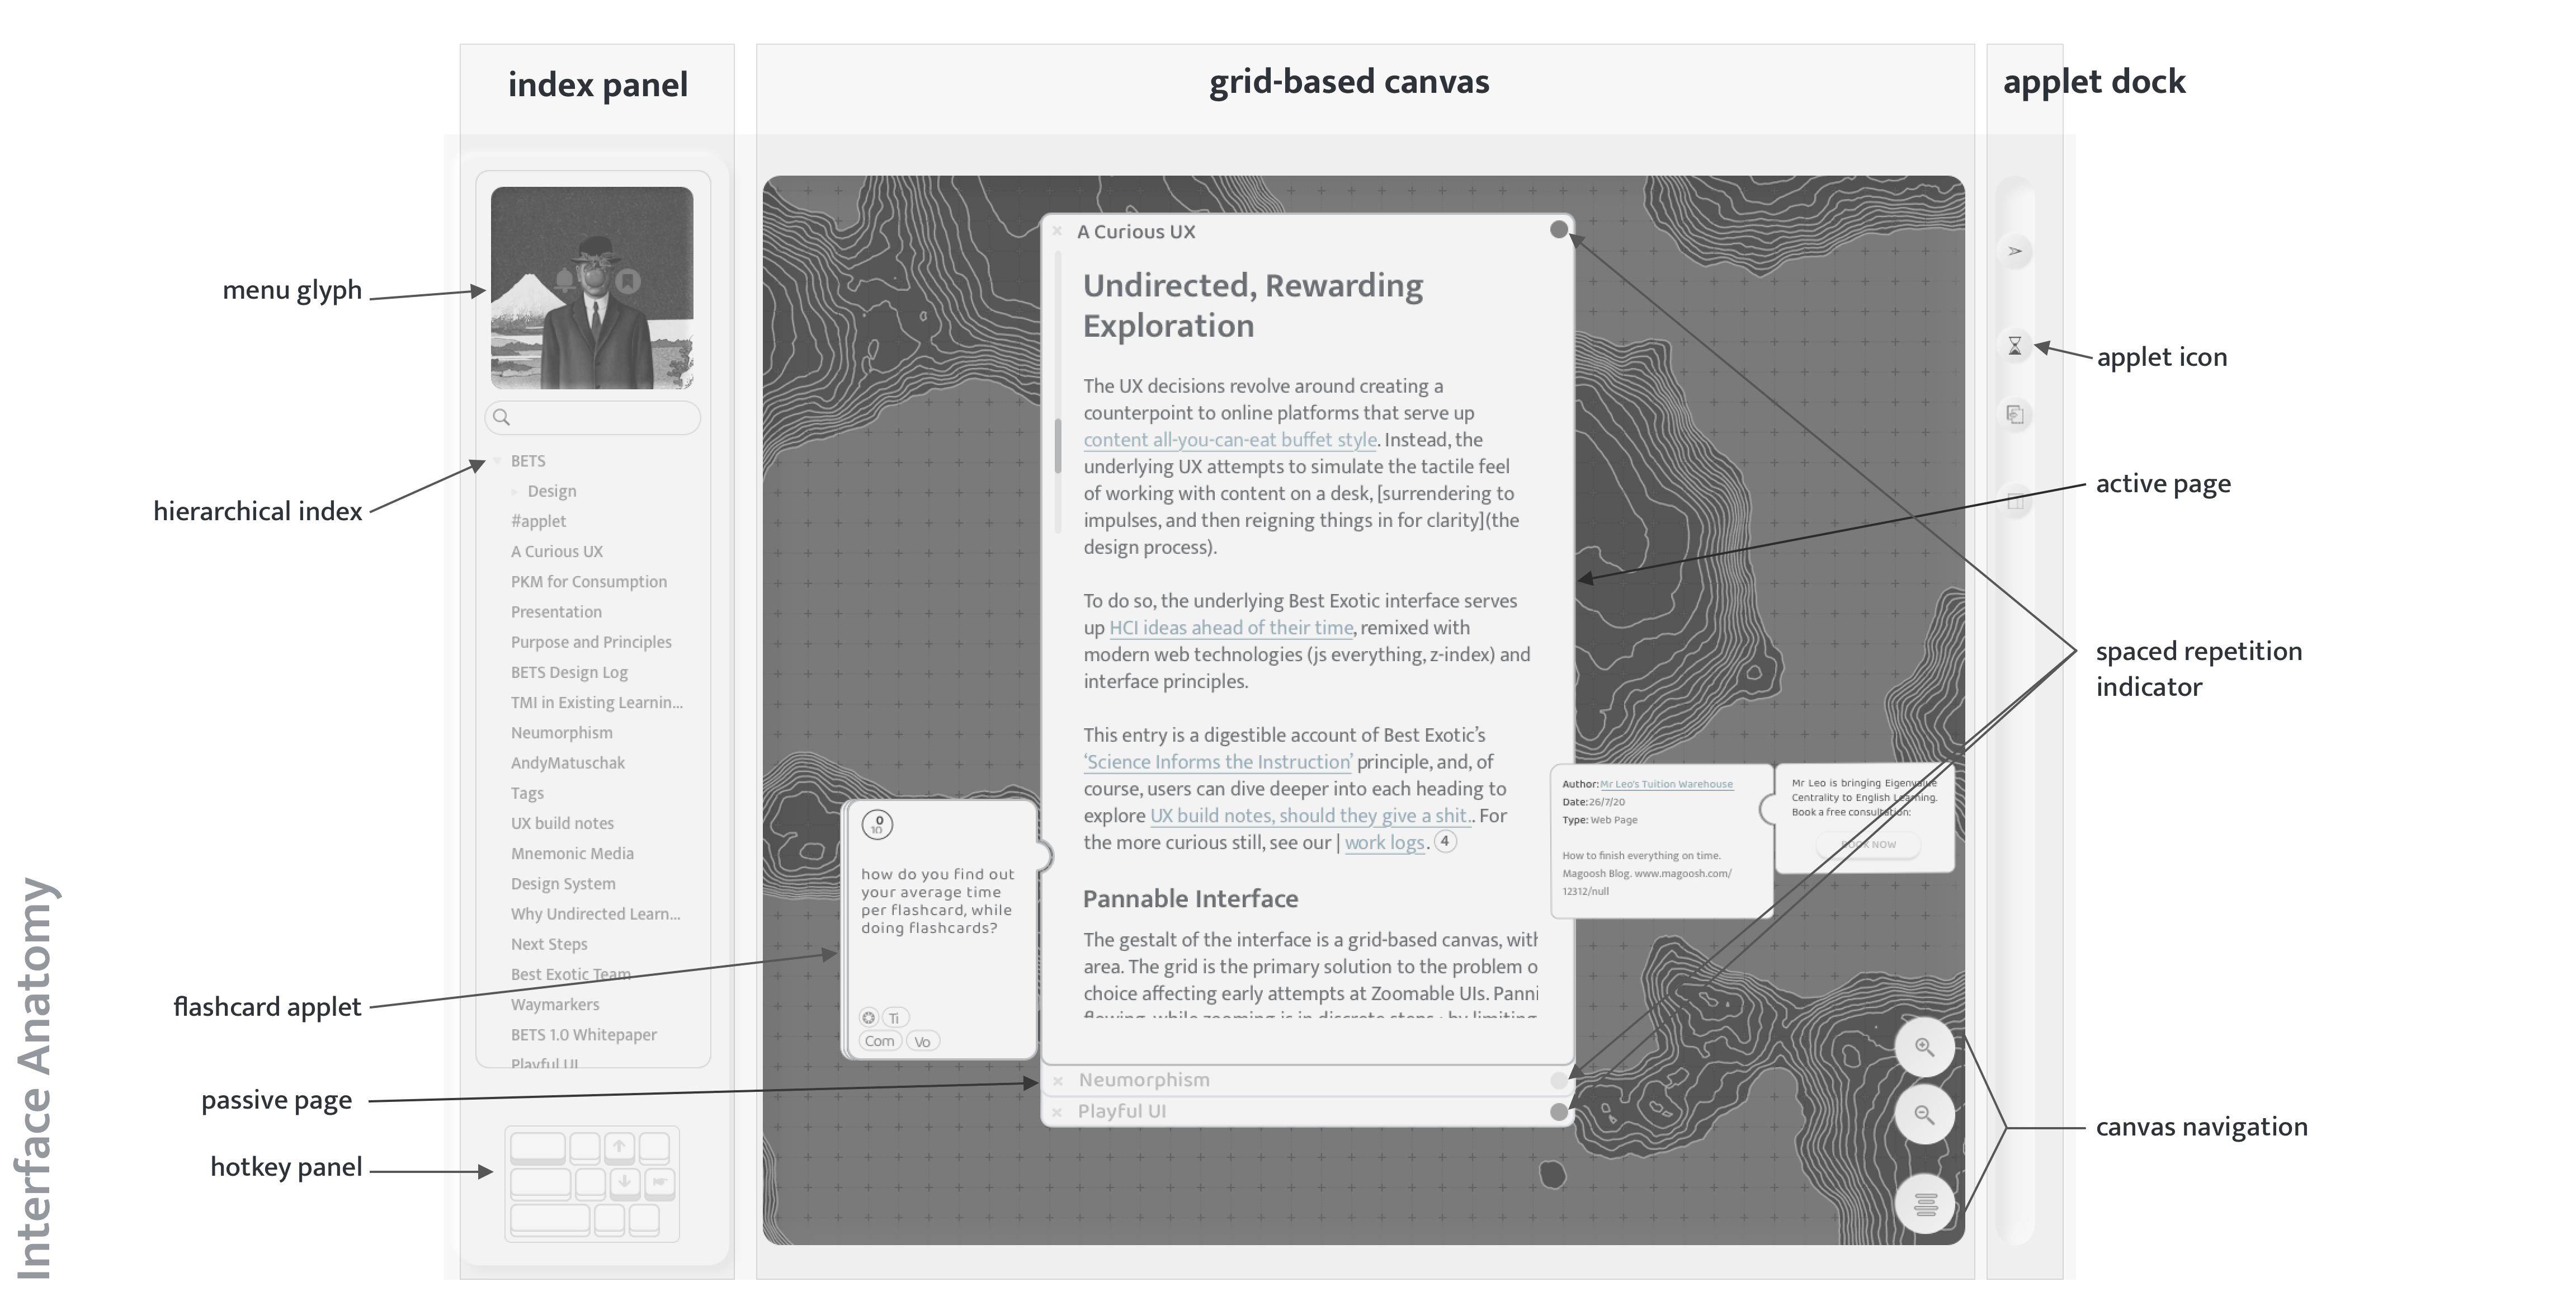 index panel
grid-based canvas
applet dock
menu glyph
hierarchical index
flashcard applet
passive page
hotkey panel
Interface Anatomy
BETS
Design
#applet
A Curious UX
PKM for Consumption
Presentation
Purpose and Principles
BETS Design Log
TMI in Existing Learnin...
Neumorphism
AndyMatuschak
Tags
UX build notes
Mnemonic Media
Design System
Why Undirected Learn...
Next Steps
Best Exotic Team
Waymarkers
BETS 1.0 Whitepaper
Playful UI
A Curious UX
Undirected, Rewarding
Exploration
The UX decisions revolve around creating a
counterpoint to online platforms that serve up
content all-you-can-eat buffet style. Instead, the
underlying UX attempts to simulate the tactile feel
of working with content on a desk, [surrendering to
impulses, and then reigning things in for clarity](the
design process).
To do so, the underlying Best Exotic interface serves
up HCI ideas ahead of their time, remixed with
modern web technologies (js everything, z-index) and
interface principles.
This entry is a digestible account of Best Exotic’s
‘Science Informs the Instruction’ principle, and, of
course, users can dive deeper into each heading to
explore UX build notes, should they give a shit.. For
the more curious still, see our | work logs. 4
Pannable Interface
The gestalt of the interface is a grid-based canvas, with
area. The grid is the primary solution to the problem o
choice affecting early attempts at Zoomable UIs. Panni
flowing, while zooming is in discrete steps - by limiting
Neumorphism
Playful UI
0
10
how do you find out
your average time
per flashcard, while
doing flashcards?
Ti
Com Vo
Author: Mr Leo's Tuition Warehouse
Date: 26/7/20
Type: Web Page
How to finish everything on time.
Magoosh Blog. www.magoosh.com/
12312/null
Mr Leo is bringing Eigenvalue
Centrality to English Learning.
Book a free consultation:
BOOK NOW
applet icon
active page
spaced repetition
indicator
canvas navigation